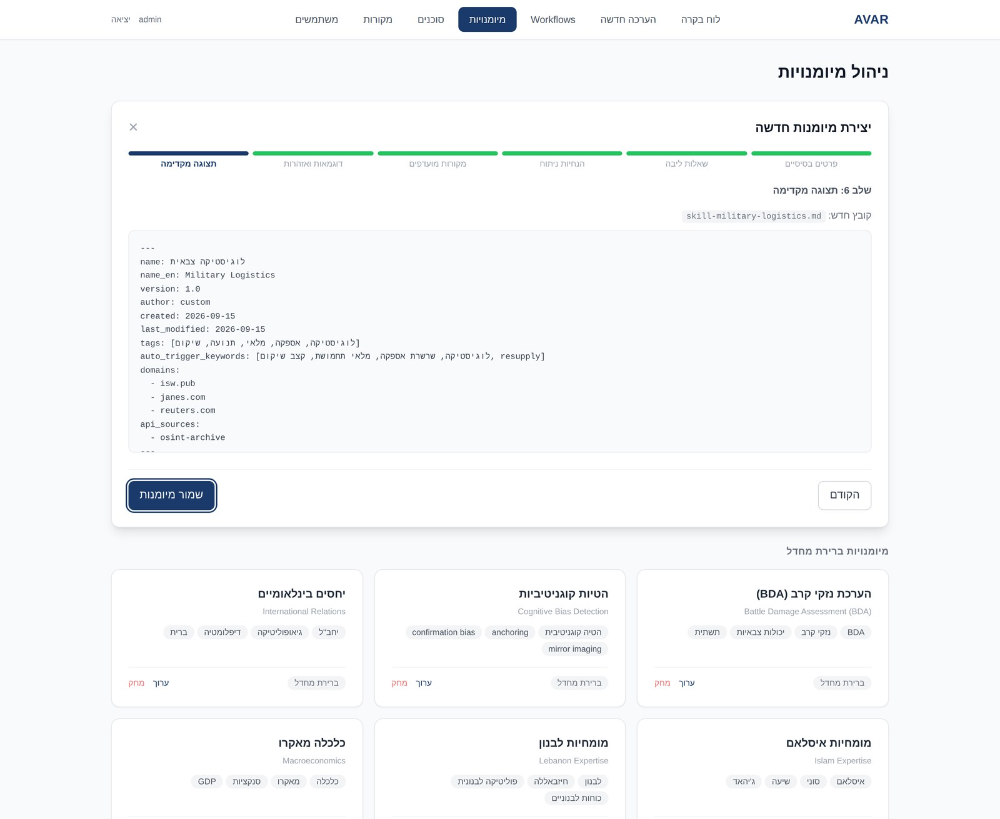 AVAR
לוח בקרה
הערכה חדשה
Workflows
מיומנויות
סוכנים
מקורות
משתמשים
admin
יציאה
ניהול מיומנויות
יצירת מיומנות חדשה
×
פרטים בסיסיים
שאלות ליבה
הנחיות ניתוח
מקורות מועדפים
דוגמאות ואזהרות
תצוגה מקדימה
שלב 6: תצוגה מקדימה
קובץ חדש: skill-military-logistics.md
---
name: לוגיסטיקה צבאית
name_en: Military Logistics
version: 1.0
author: custom
created: 2026-09-15
last_modified: 2026-09-15
tags: [לוגיסטיקה, אספקה, מלאי, תנועה, שיקום]
auto_trigger_keywords: [לוגיסטיקה, שרשרת אספקה, מלאי תחמושת, קצב שיקום, resupply]
domains:
  - isw.pub
  - janes.com
  - reuters.com
api_sources:
  - osint-archive
---
הקודם
שמור מיומנות
מיומנויות ברירת מחדל
הערכת נזקי קרב (BDA)
Battle Damage Assessment (BDA)
BDA
נזקי קרב
יכולות צבאיות
תשתית
ברירת מחדל
ערוך
מחק
הטיות קוגניטיביות
Cognitive Bias Detection
הטיה קוגניטיבית
anchoring
confirmation bias
mirror imaging
ברירת מחדל
ערוך
מחק
יחסים בינלאומיים
International Relations
יחב"ל
גיאופוליטיקה
דיפלומטיה
ברית
ברירת מחדל
ערוך
מחק
מומחיות איסלאם
Islam Expertise
איסלאם
סוני
שיעה
ג'יהאד
מומחיות לבנון
Lebanon Expertise
לבנון
חיזבאללה
פוליטיקה לבנונית
כוחות לבנוניים
כלכלה מאקרו
Macroeconomics
כלכלה
מאקרו
סנקציות
GDP